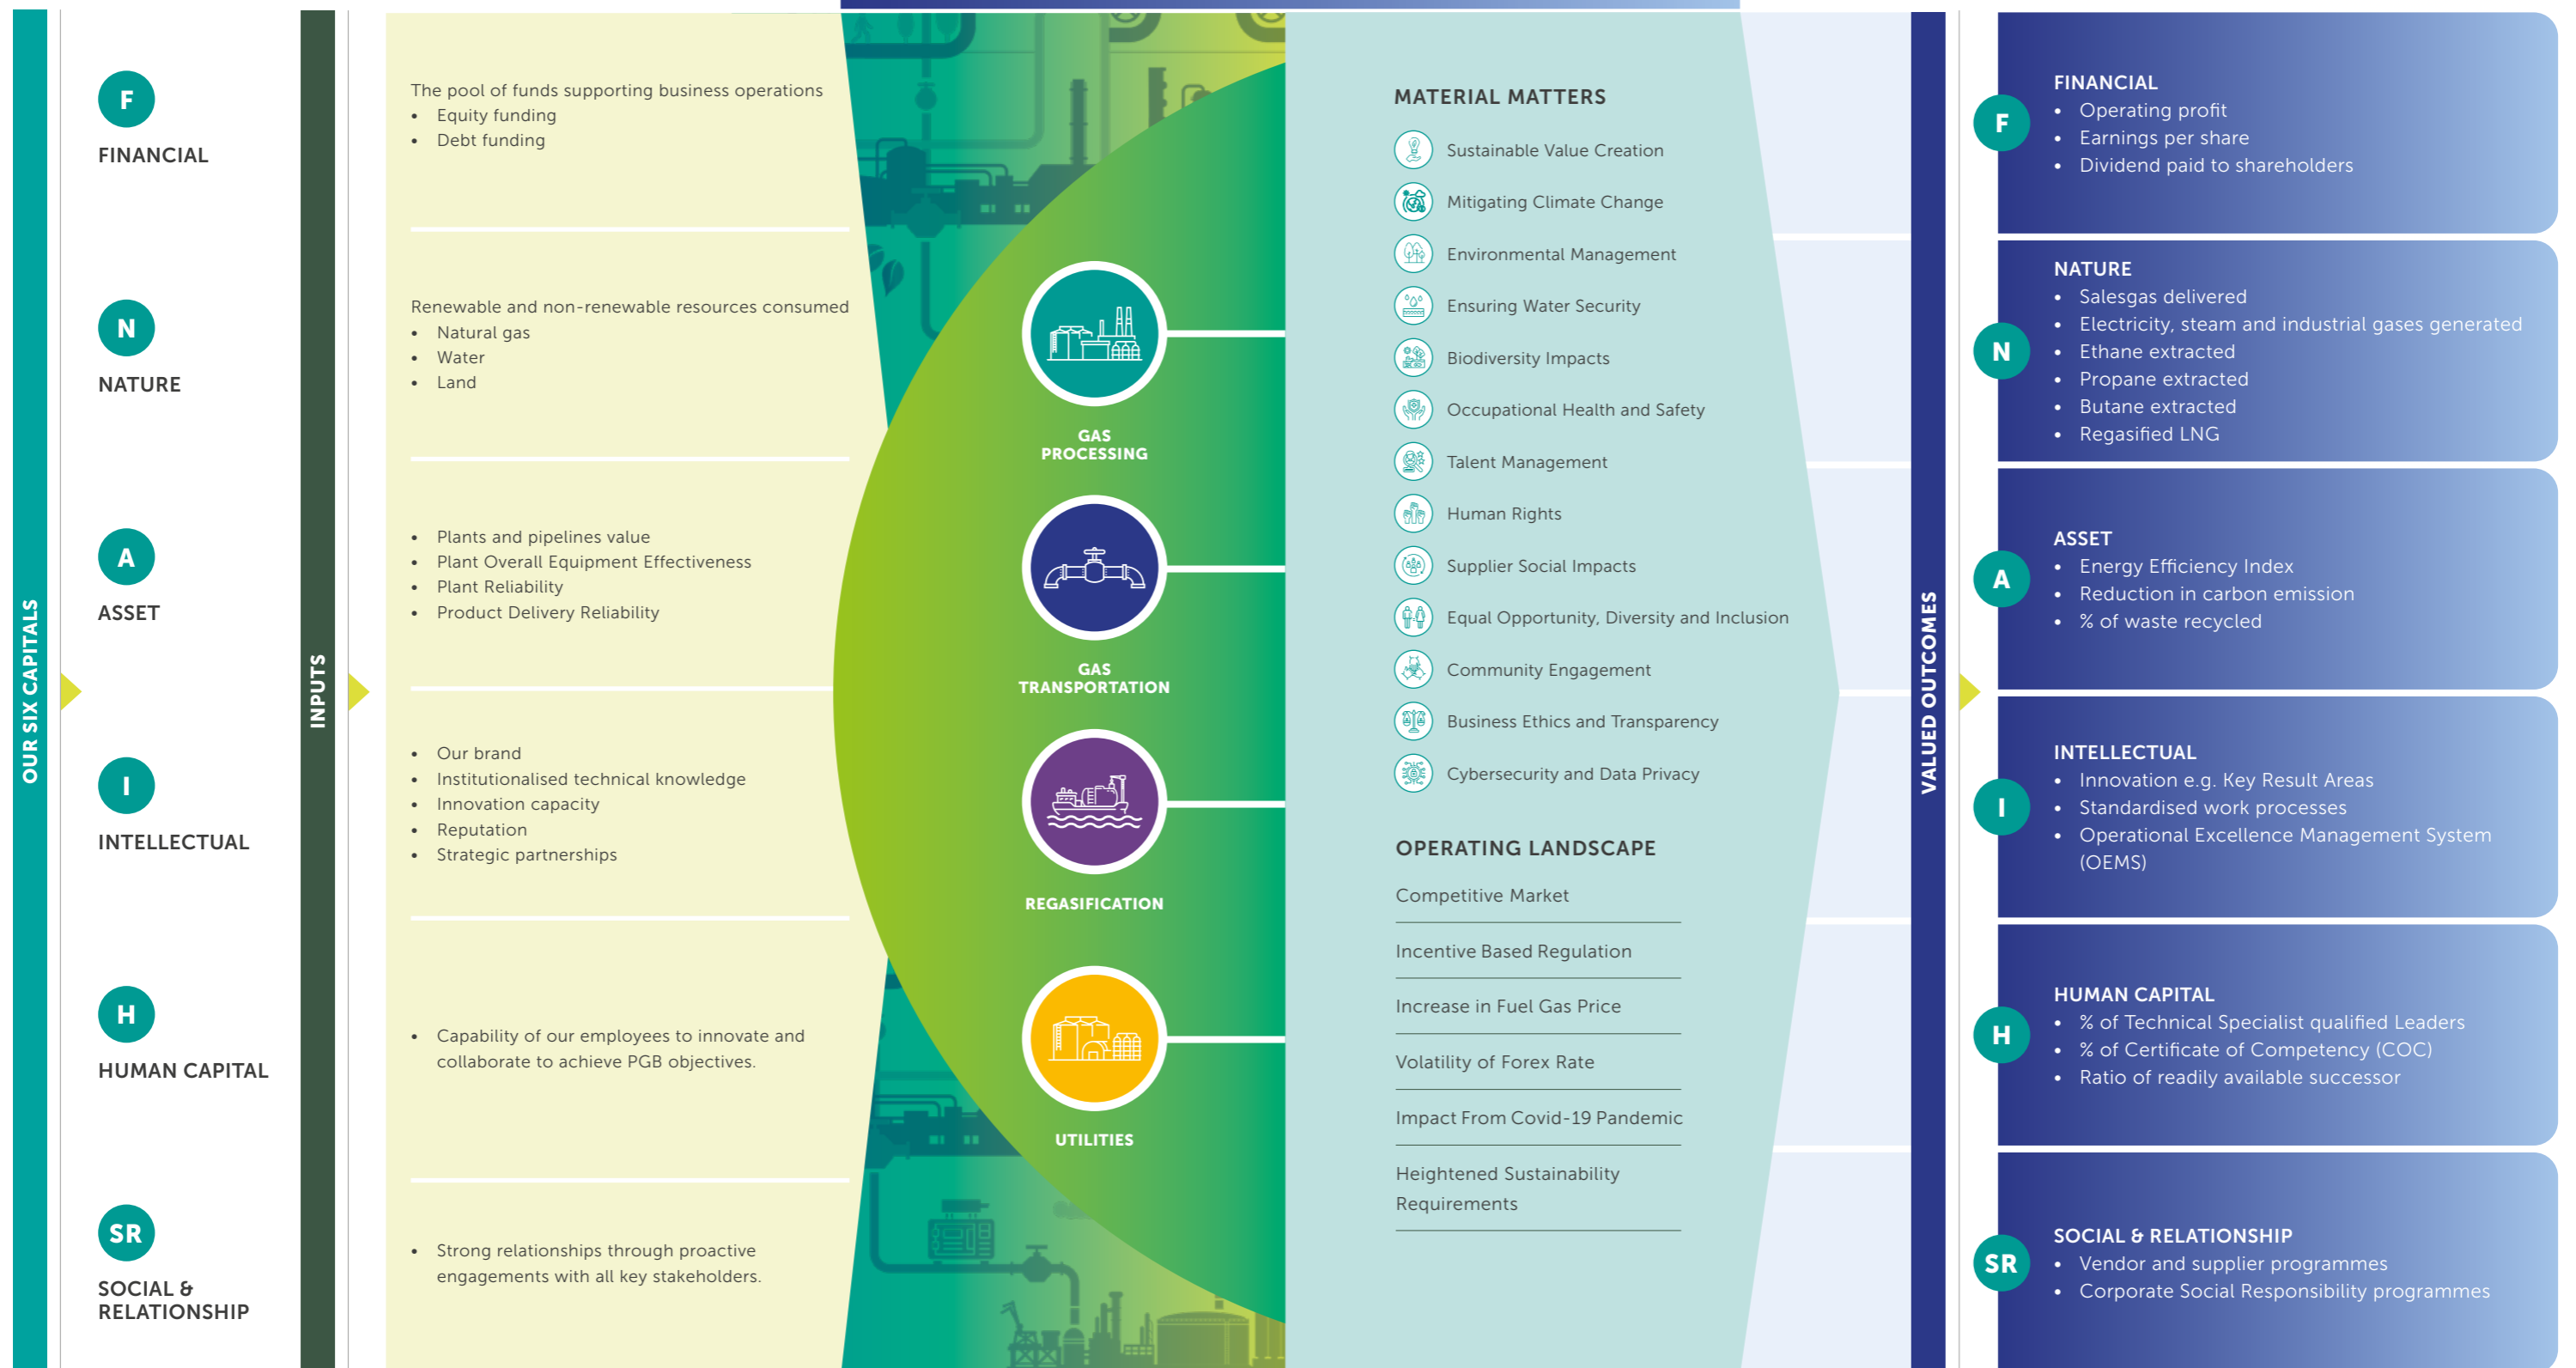 OUR SIX CAPITALS
F
FINANCIAL
N
NATURE
A
ASSET
I
INTELLECTUAL
H
HUMAN CAPITAL
SR
SOCIAL &
RELATIONSHIP
INPUTS
The pool of funds supporting business operations
• Equity funding
• Debt funding
Renewable and non-renewable resources consumed
• Natural gas
• Water
• Land
• Plants and pipelines value
• Plant Overall Equipment Effectiveness
• Plant Reliability
• Product Delivery Reliability
• Our brand
• Institutionalised technical knowledge
• Innovation capacity
• Reputation
• Strategic partnerships
• Capability of our employees to innovate and
collaborate to achieve PGB objectives.
• Strong relationships through proactive
engagements with all key stakeholders.
GAS
PROCESSING
GAS
TRANSPORTATION
REGASIFICATION
UTILITIES
MATERIAL MATTERS
Sustainable Value Creation
Mitigating Climate Change
Environmental Management
Ensuring Water Security
Biodiversity Impacts
Occupational Health and Safety
Talent Management
Human Rights
Supplier Social Impacts
Equal Opportunity, Diversity and Inclusion
Community Engagement
Business Ethics and Transparency
Cybersecurity and Data Privacy
OPERATING LANDSCAPE
Competitive Market
Incentive Based Regulation
Increase in Fuel Gas Price
Volatility of Forex Rate
Impact From Covid-19 Pandemic
Heightened Sustainability
Requirements
VALUED OUTCOMES
F
FINANCIAL
• Operating profit
• Earnings per share
• Dividend paid to shareholders
N
NATURE
• Salesgas delivered
• Electricity, steam and industrial gases generated
• Ethane extracted
• Propane extracted
• Butane extracted
• Regasified LNG
A
ASSET
• Energy Efficiency Index
• Reduction in carbon emission
• % of waste recycled
I
INTELLECTUAL
• Innovation e.g. Key Result Areas
• Standardised work processes
• Operational Excellence Management System
(OEMS)
H
HUMAN CAPITAL
• % of Technical Specialist qualified Leaders
• % of Certificate of Competency (COC)
• Ratio of readily available successor
SR
SOCIAL & RELATIONSHIP
• Vendor and supplier programmes
• Corporate Social Responsibility programmes